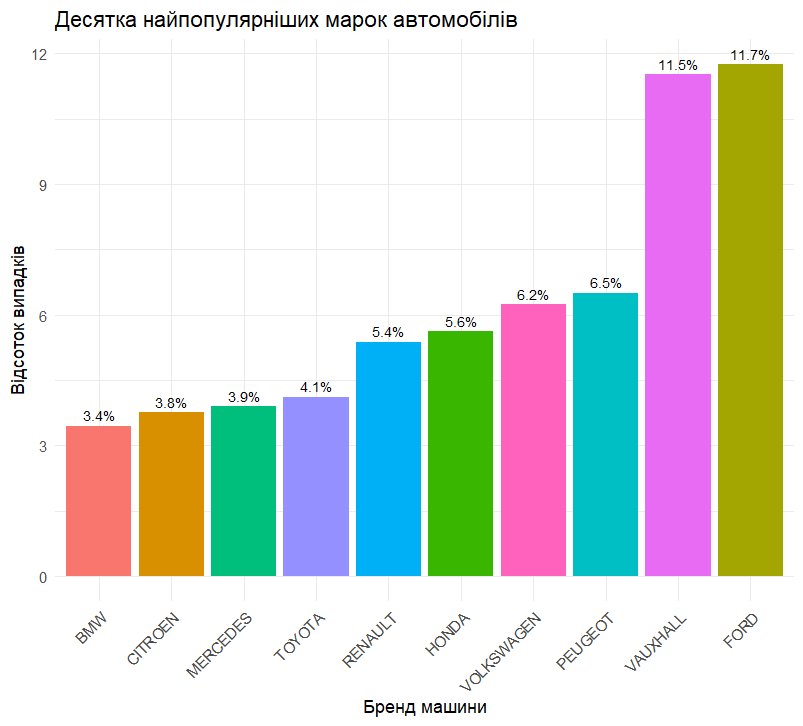 Десятка найпопулярніших марок автомобілів
Відсоток випадків
12
9
6
3
0
3.4%
3.8%
3.9%
4.1%
5.4%
5.6%
6.2%
6.5%
11.5%
11.7%
BMW
CITROEN
MERCEDES
TOYOTA
RENAULT
HONDA
VOLKSWAGEN
PEUGEOT
VAUXHALL
FORD
Бренд машини